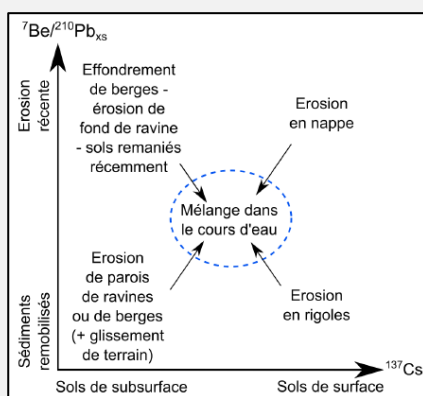 ⁷Be/²¹⁰Pbxs
Erosion récente
Sédiments remobilisés
Effondrement
de berges -
érosion de
fond de ravine
- sols remaniés
récemment
Erosion
en nappe
Mélange dans
le cours d'eau
Erosion
de parois
de ravines
ou de berges
(+ glissement
de terrain)
Erosion
en rigoles
¹³⁷Cs
Sols de subsurface
Sols de surface